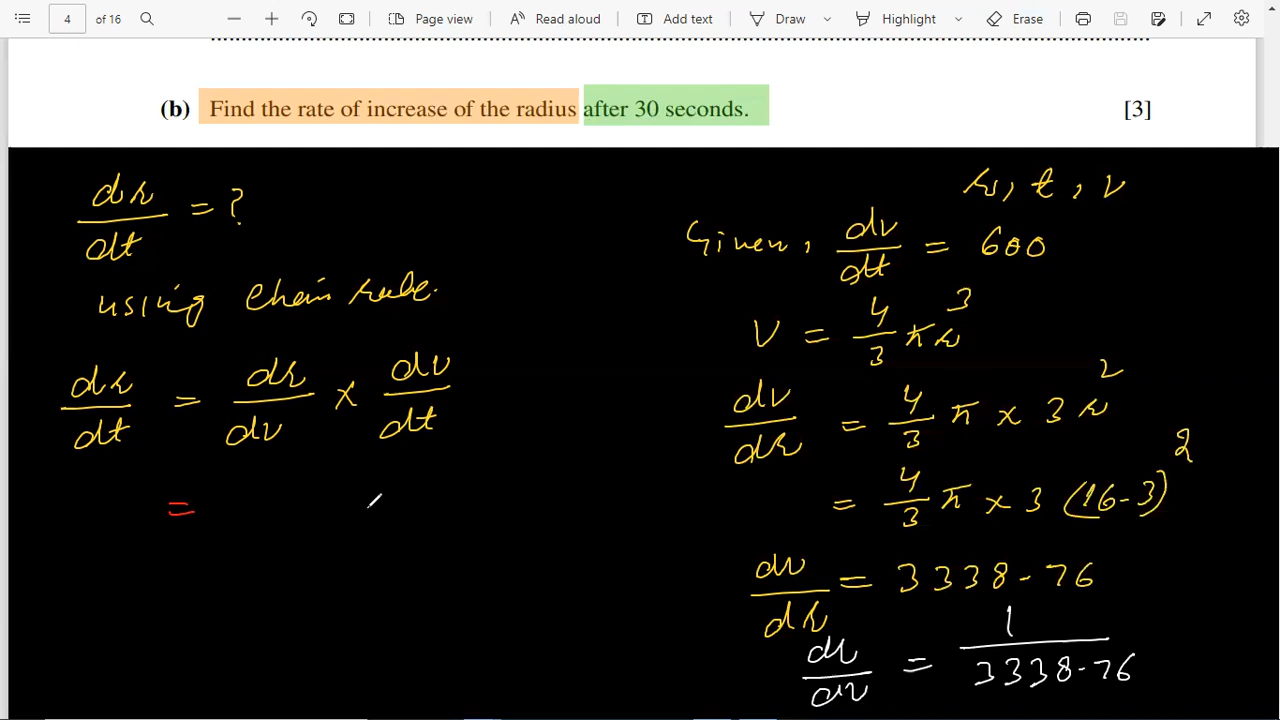 4 of 16 Page view Read aloud Add text Draw Highlight Erase
(b) Find the rate of increase of the radius after 30 seconds. [3]
dr/dt = ?
using chain rule.
dr/dt = dr/dv × dv/dt
=
r, t, v
Given, dv/dt = 600
V = 4/3 πr³
dv/dr = 4/3 π × 3r²
= 4/3 π × 3 (16-3)²
dv/dr = 3338-76
dr/dv = 1/3338-76